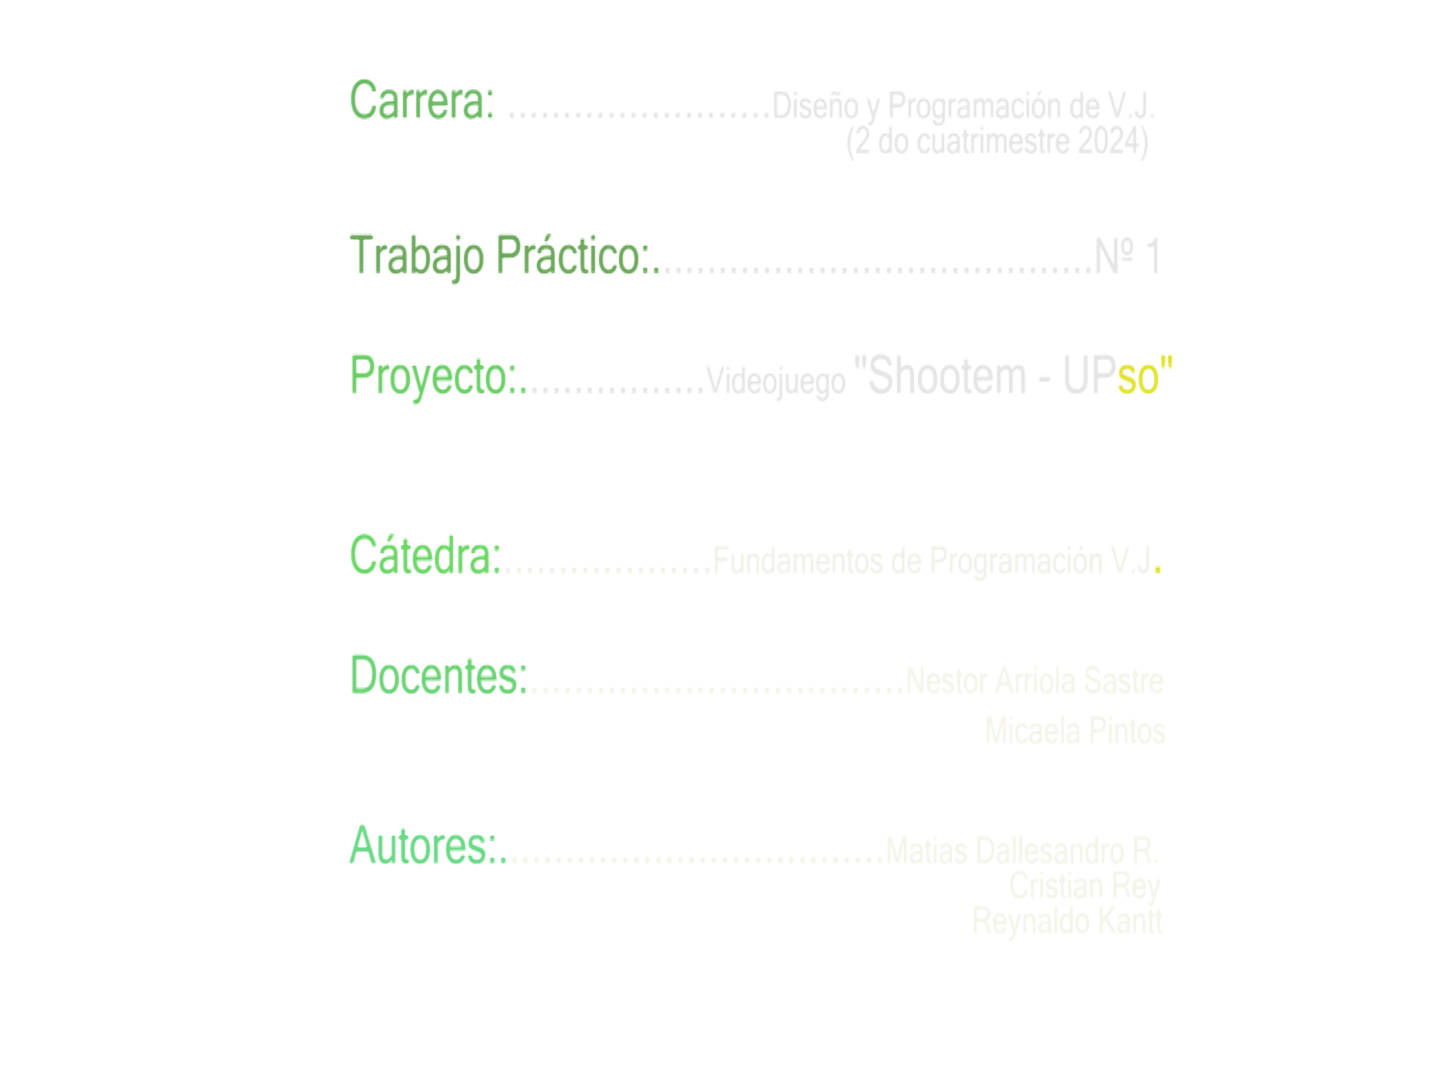 Carrera: ........................Diseño y Programación de V.J.
(2 do cuatrimestre 2024)
Trabajo Práctico:.......................................Nº 1
Proyecto:.................Videojuego "Shootem - UPso"
Cátedra:...................Fundamentos de Programación V.J.
Docentes:..................................Nestor Arriola Sastre
Micaela Pintos
Autores:...................................Matias Dallesandro R.
Cristian Rey
Reynaldo Kantt